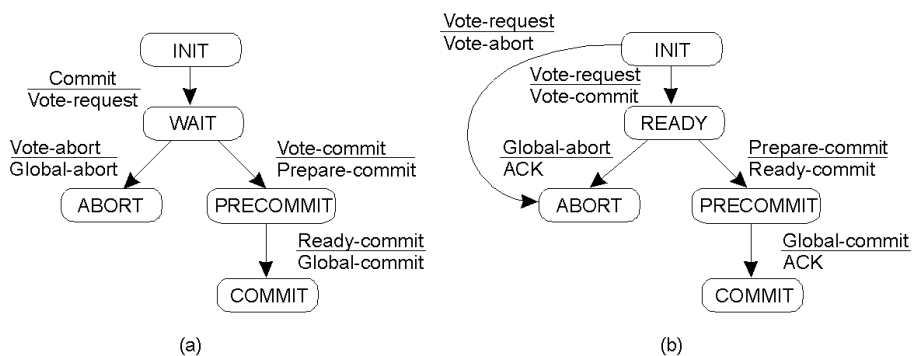 Vote-request
Vote-abort
INIT
INIT
Commit
Vote-request
Vote-request
Vote-commit
WAIT
READY
Vote-abort
Global-abort
Vote-commit
Prepare-commit
Global-abort
ACK
Prepare-commit
Ready-commit
ABORT
PRECOMMIT
ABORT
PRECOMMIT
Ready-commit
Global-commit
Global-commit
ACK
COMMIT
COMMIT
(a)
(b)